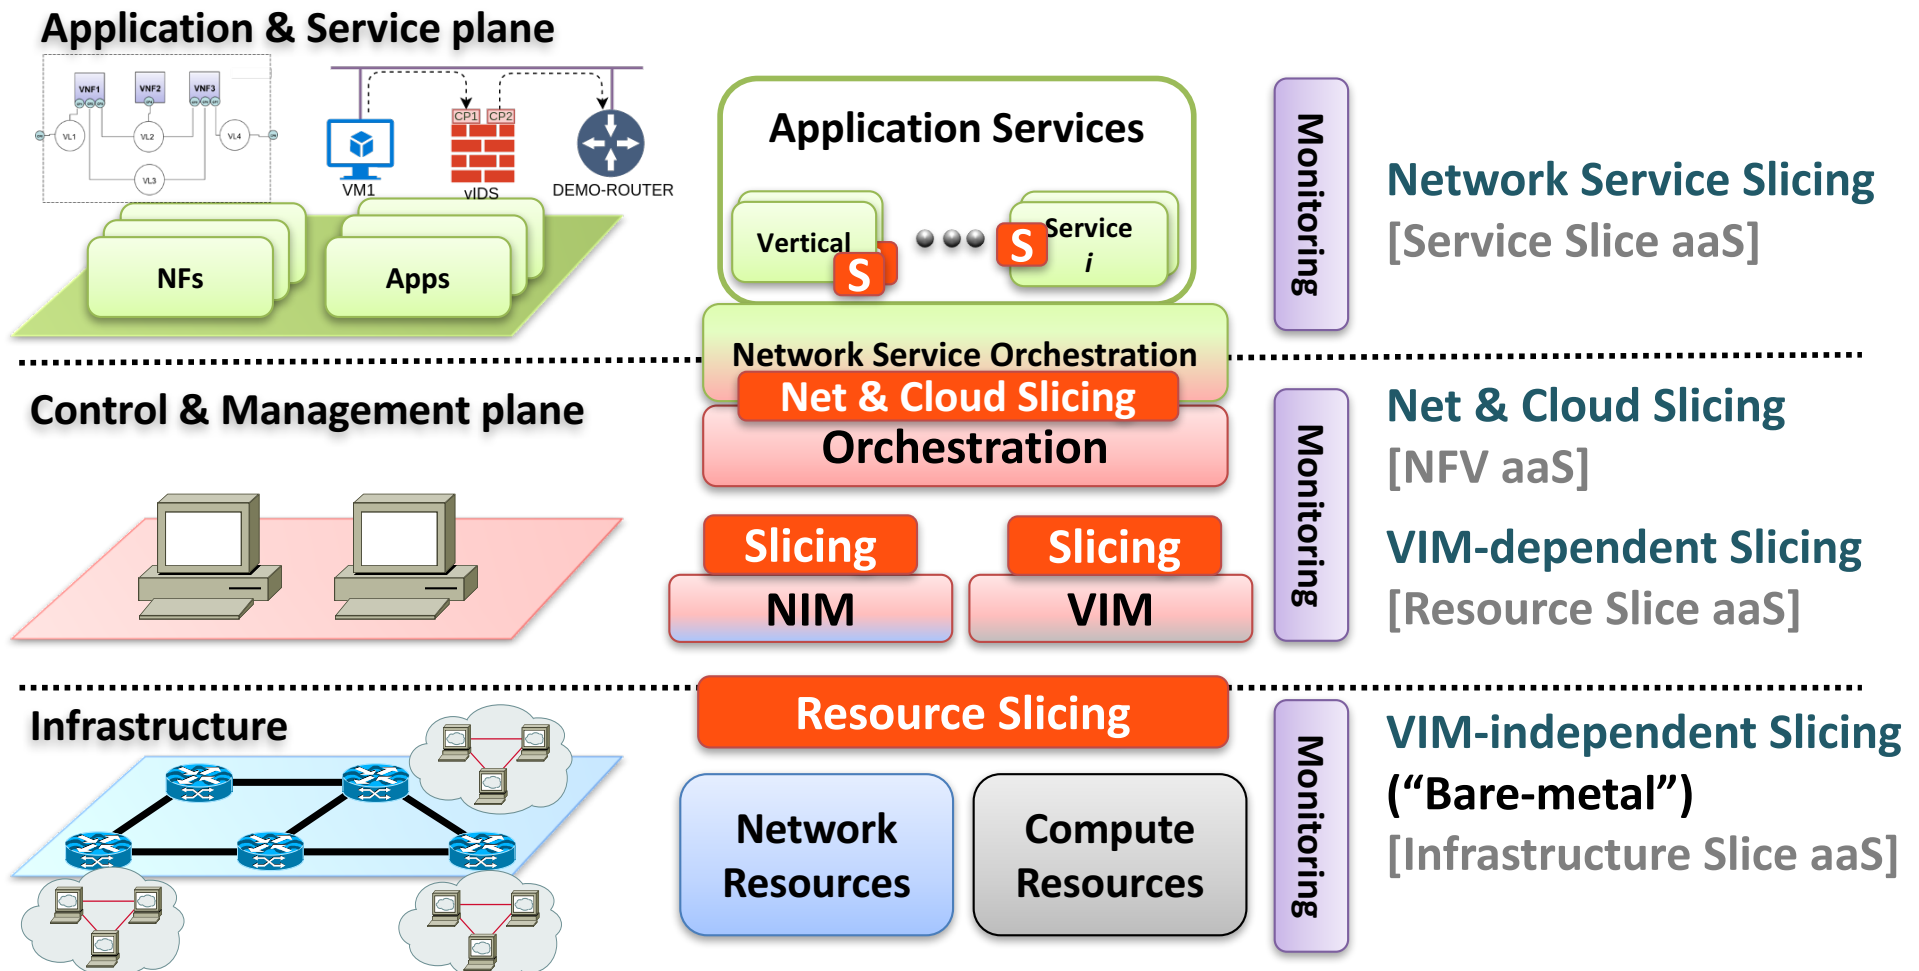 Application & Service plane
VNF1
VNF2
VNF3
VL1
VL2
VL4
VL3
CP1
CP2
VM1
vIDS
DEMO-ROUTER
NFs
Apps
Application Services
Vertical
S
S
Service
i
Monitoring
Network Service Slicing
[Service Slice aaS]
Network Service Orchestration
Net & Cloud Slicing
Orchestration
Control & Management plane
Slicing
NIM
Slicing
VIM
Monitoring
Net & Cloud Slicing
[NFV aaS]
VIM-dependent Slicing
[Resource Slice aaS]
Infrastructure
Resource Slicing
Network
Resources
Compute
Resources
Monitoring
VIM-independent Slicing
(“Bare-metal”)
[Infrastructure Slice aaS]